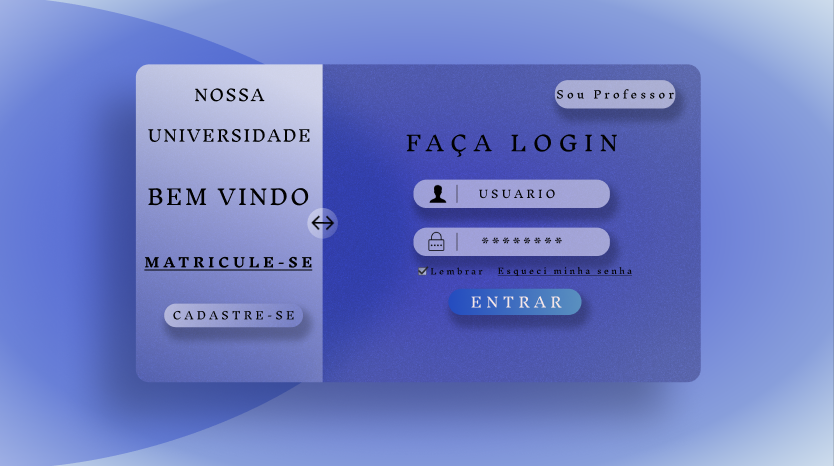 NOSSA
UNIVERSIDADE
BEM VINDO
MATRICULE-SE
CADASTRE-SE
Sou Professor
FAÇA LOGIN
USUARIO
********
Lembrar Esqueci minha senha
ENTRAR